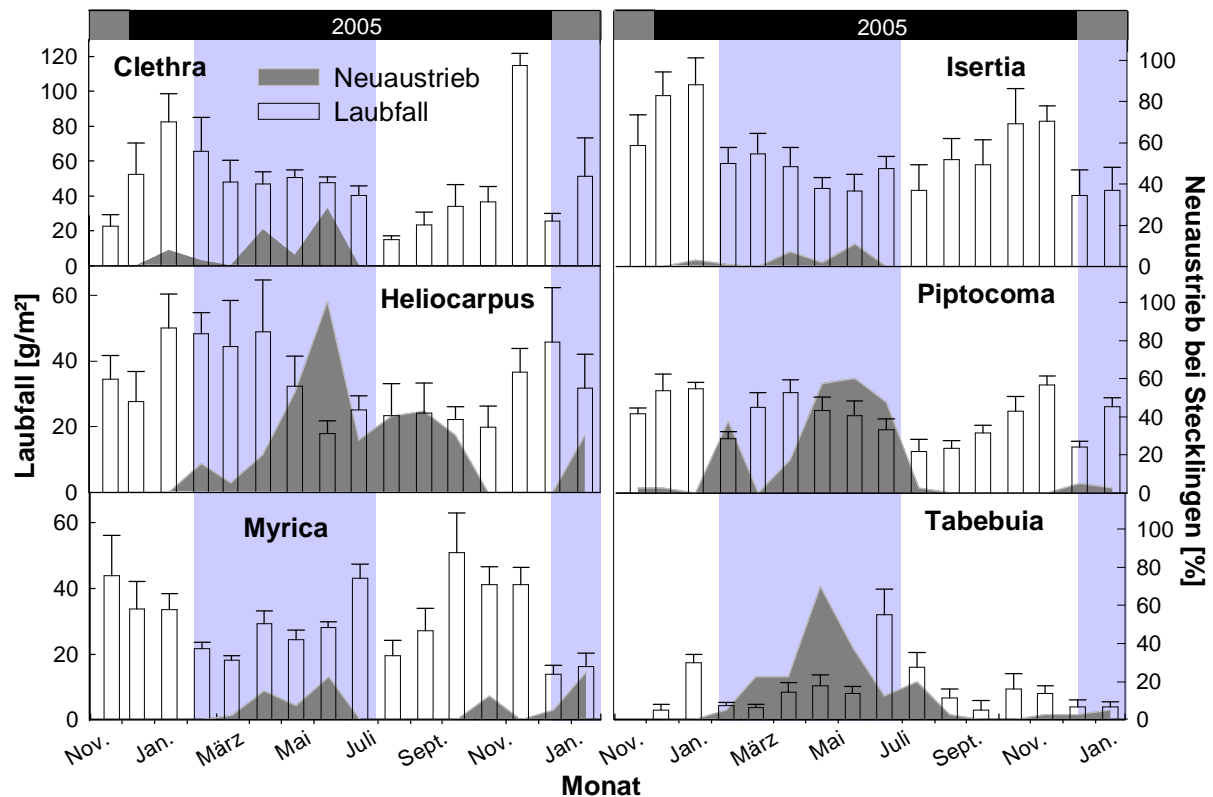 2005
2005
Clethra
Neuaustrieb
Laubfall
Isertia
Heliocarpus
Piptocoma
Myrica
Tabebuia
120
100
80
60
40
20
0
60
40
20
0
60
40
20
0
100
80
60
40
20
0
100
80
60
40
20
0
100
80
60
40
20
0
Laubfall [g/m²]
Neuaustrieb bei Stecklingen [%]
Nov. Jan. März Mai Juli Sept. Nov. Jan.
Nov. Jan. März Mai Juli Sept. Nov. Jan.
Monat